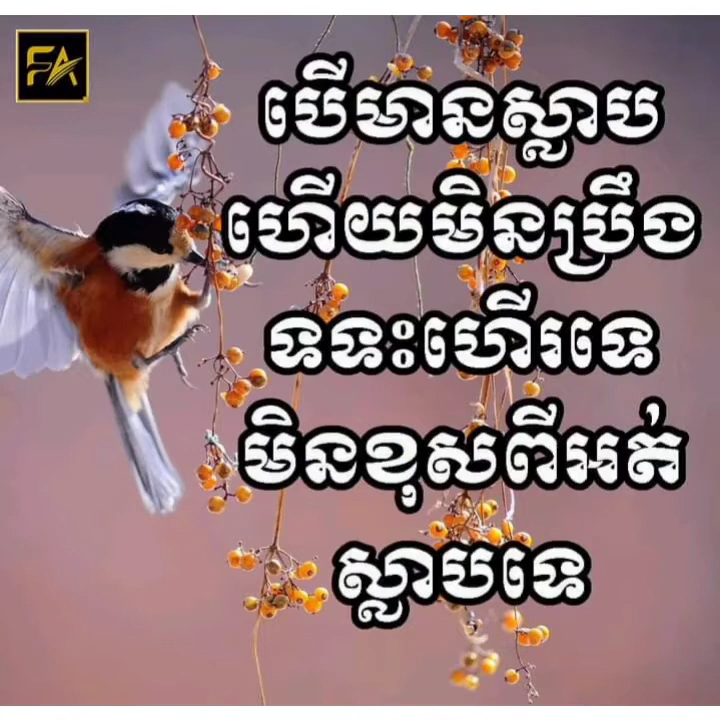 FA
បើមានស្លាប
ហើយមិនប្រឹង
ទទះហើរទេ
មិនខុសពីអត់
ស្លាបទេ